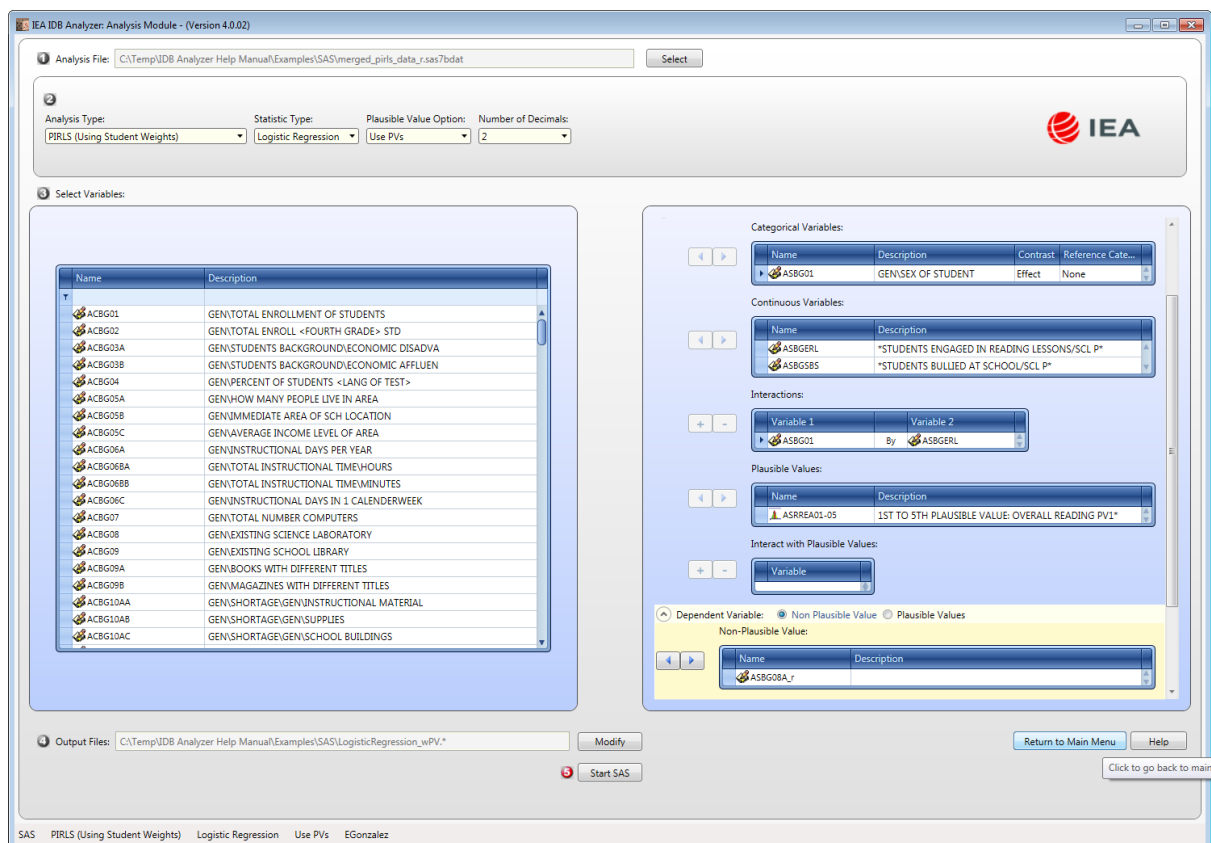 IEA IDB Analyzer: Analysis Module - (Version 4.0.02)
1 Analysis File: C:\Temp\IDB Analyzer Help Manual\Examples\SAS\merged_pirls_data_r.sas7bdat Select
2
Analysis Type: Statistic Type: Plausible Value Option: Number of Decimals:
PIRLS (Using Student Weights) Logistic Regression Use PVs 2
IEA
3 Select Variables:
Name Description
ACBG01 GEN\TOTAL ENROLLMENT OF STUDENTS
ACBG02 GEN\TOTAL ENROLL <FOURTH GRADE> STD
ACBG03A GEN\STUDENTS BACKGROUND\ECONOMIC DISADVA
ACBG03B GEN\STUDENTS BACKGROUND\ECONOMIC AFFLUEN
ACBG04 GEN\PERCENT OF STUDENTS <LANG OF TEST>
ACBG05A GEN\HOW MANY PEOPLE LIVE IN AREA
ACBG05B GEN\IMMEDIATE AREA OF SCH LOCATION
ACBG05C GEN\AVERAGE INCOME LEVEL OF AREA
ACBG06A GEN\INSTRUCTIONAL DAYS PER YEAR
ACBG06BA GEN\TOTAL INSTRUCTIONAL TIME\HOURS
ACBG06BB GEN\TOTAL INSTRUCTIONAL TIME\MINUTES
ACBG06C GEN\INSTRUCTIONAL DAYS IN 1 CALENDERWEEK
ACBG07 GEN\TOTAL NUMBER COMPUTERS
ACBG08 GEN\EXISTING SCIENCE LABORATORY
ACBG09 GEN\EXISTING SCHOOL LIBRARY
ACBG09A GEN\BOOKS WITH DIFFERENT TITLES
ACBG09B GEN\MAGAZINES WITH DIFFERENT TITLES
ACBG10AA GEN\SHORTAGE\GEN\INSTRUCTIONAL MATERIAL
ACBG10AB GEN\SHORTAGE\GEN\SUPPLIES
ACBG10AC GEN\SHORTAGE\GEN\SCHOOL BUILDINGS
Categorical Variables:
Name Description Contrast Reference Cate...
ASBG01 GEN\SEX OF STUDENT Effect None
Continuous Variables:
Name Description
ASBGERL *STUDENTS ENGAGED IN READING LESSONS/SCL P*
ASBGSBS *STUDENTS BULLIED AT SCHOOL/SCL P*
Interactions:
+ -
Variable 1 Variable 2
ASBG01 By ASBGERL
Plausible Values:
Name Description
ASRREA01-05 1ST TO 5TH PLAUSIBLE VALUE: OVERALL READING PV1*
Interact with Plausible Values:
+ -
Variable
Dependent Variable: Non Plausible Value Plausible Values
Non-Plausible Value:
Name Description
ASBG08A_r
4 Output Files: C:\Temp\IDB Analyzer Help Manual\Examples\SAS\LogisticRegression_wPV.* Modify
Return to Main Menu Help
5 Start SAS
Click to go back to main
SAS PIRLS (Using Student Weights) Logistic Regression Use PVs EGonzalez